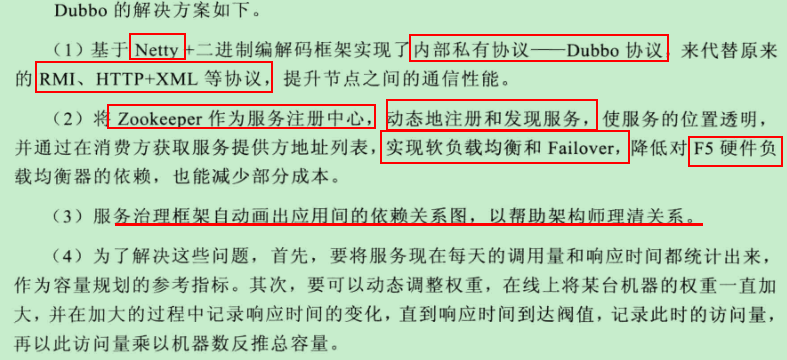 Dubbo 的解决方案如下。
（1）基于 Netty+二进制编解码框架实现了内部私有协议——Dubbo 协议，来代替原来
的 RMI、HTTP+XML 等协议，提升节点之间的通信性能。
（2）将 Zookeeper 作为服务注册中心，动态地注册和发现服务，使服务的位置透明，
并通过在消费方获取服务提供方地址列表，实现软负载均衡和 Failover，降低对 F5 硬件负
载均衡器的依赖，也能减少部分成本。
（3）服务治理框架自动画出应用间的依赖关系图，以帮助架构师理清关系。
（4）为了解决这些问题，首先，要将服务现在每天的调用量和响应时间都统计出来，
作为容量规划的参考指标。其次，要可以动态调整权重，在线上将某台机器的权重一直加
大，并在加大的过程中记录响应时间的变化，直到响应时间到达阀值，记录此时的访问量，
再以此访问量乘以机器数反推总容量。